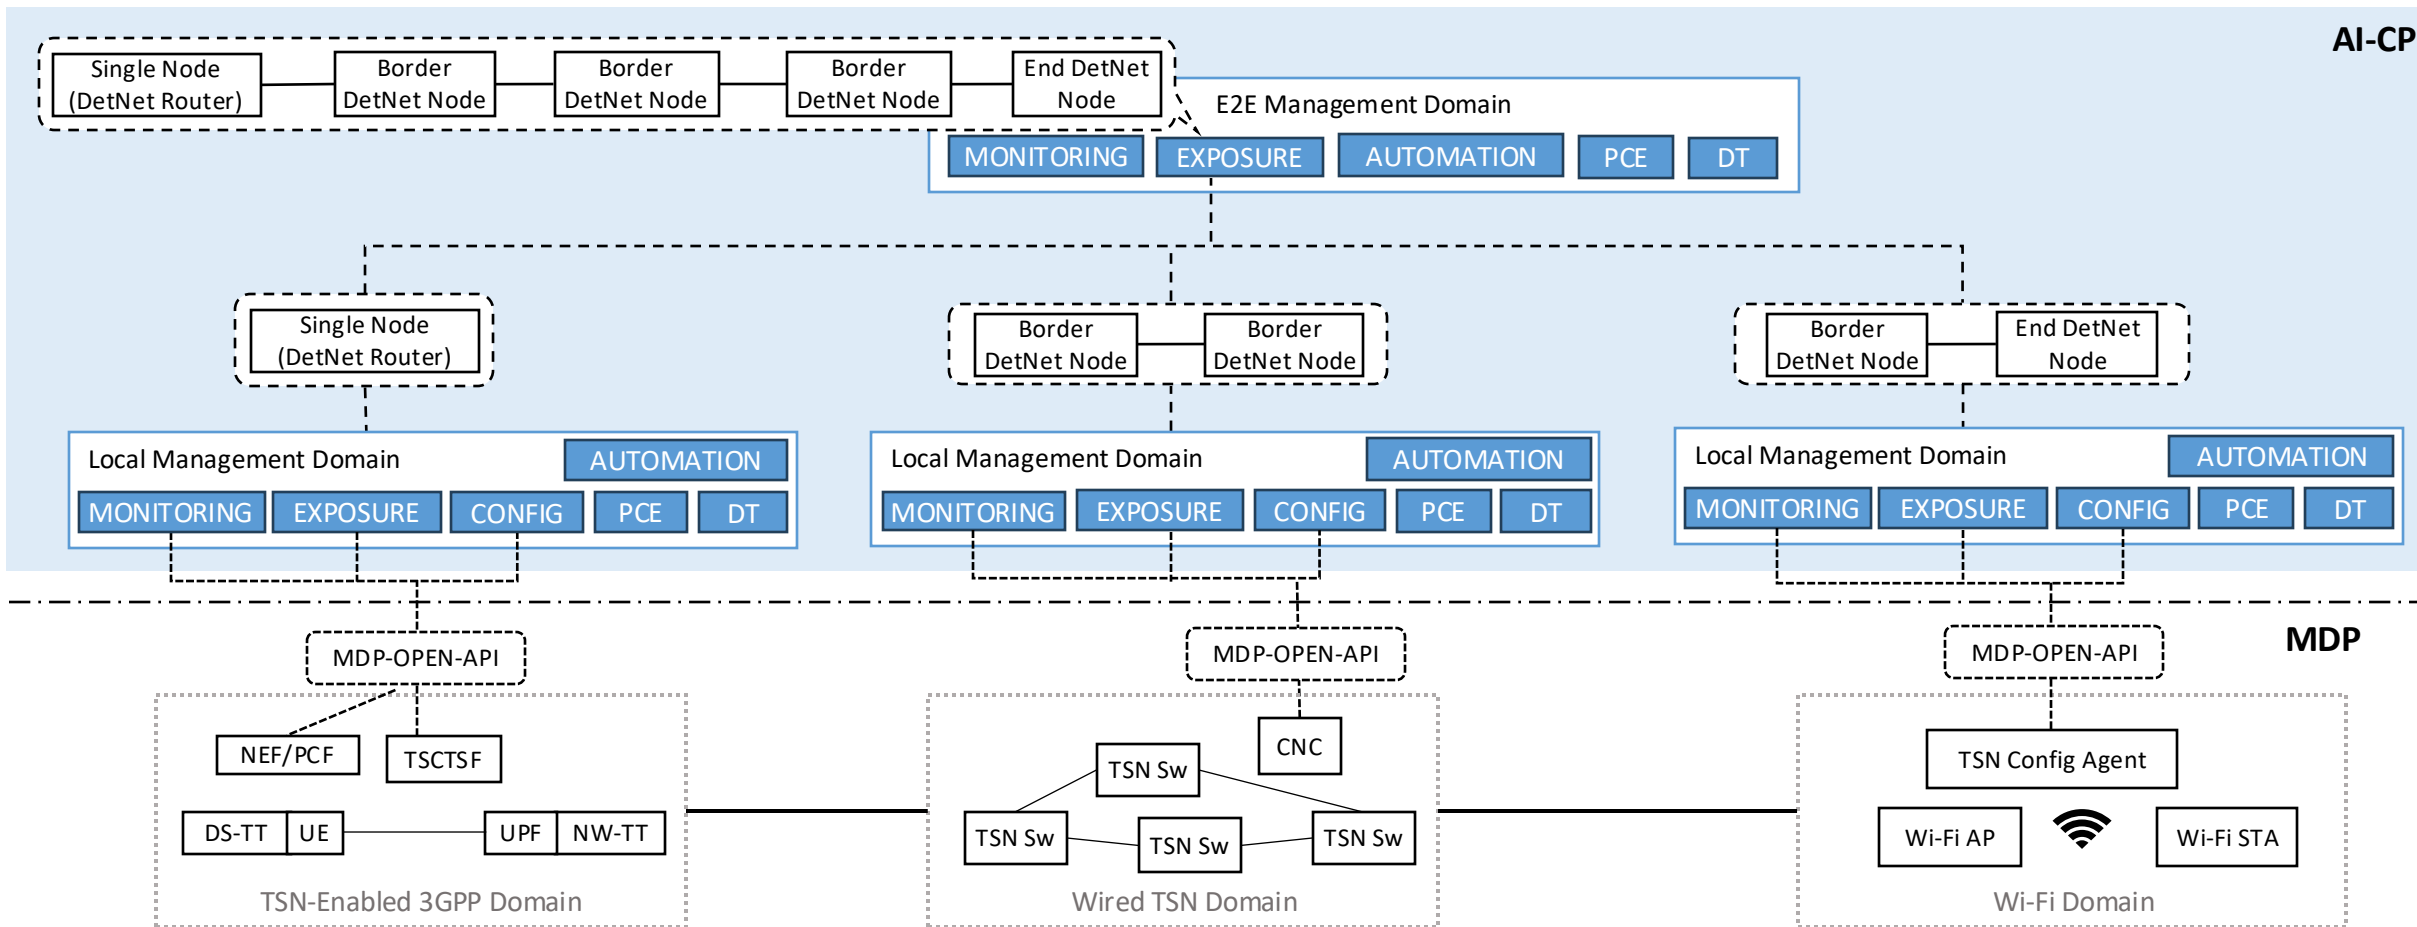 AI-CP
Single Node
(DetNet Router)
Border
DetNet Node
Border
DetNet Node
Border
DetNet Node
End DetNet
Node
E2E Management Domain
MONITORING
EXPOSURE
AUTOMATION
PCE
DT
Single Node
(DetNet Router)
Border
DetNet Node
Border
DetNet Node
Border
DetNet Node
End DetNet
Node
Local Management Domain
AUTOMATION
MONITORING
EXPOSURE
CONFIG
PCE
DT
Local Management Domain
AUTOMATION
MONITORING
EXPOSURE
CONFIG
PCE
DT
Local Management Domain
AUTOMATION
MONITORING
EXPOSURE
CONFIG
PCE
DT
MDP
MDP-OPEN-API
MDP-OPEN-API
MDP-OPEN-API
NEF/PCF
TSCTSF
DS-TT
UE
UPF
NW-TT
TSN-Enabled 3GPP Domain
CNC
TSN Sw
TSN Sw
TSN Sw
TSN Sw
Wired TSN Domain
TSN Config Agent
Wi-Fi AP
Wi-Fi STA
Wi-Fi Domain